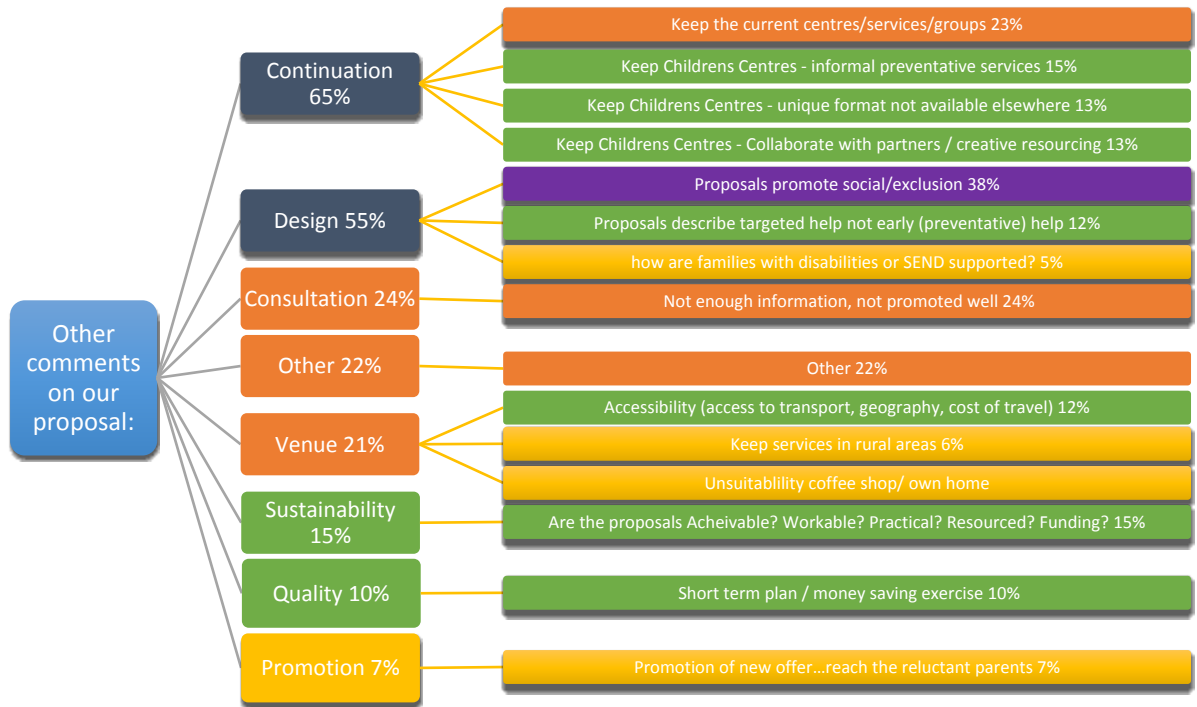 Other
comments
on our
proposal:
Continuation
65%
Keep the current centres/services/groups 23%
Keep Childrens Centres - informal preventative services 15%
Keep Childrens Centres - unique format not available elsewhere 13%
Keep Childrens Centres - Collaborate with partners / creative resourcing 13%
Design 55%
Proposals promote social/exclusion 38%
Proposals describe targeted help not early (preventative) help 12%
how are families with disabilities or SEND supported? 5%
Consultation 24%
Not enough information, not promoted well 24%
Other 22%
Other 22%
Venue 21%
Accessibility (access to transport, geography, cost of travel) 12%
Keep services in rural areas 6%
Unsuitablility coffee shop/ own home
Sustainability
15%
Are the proposals Acheivable? Workable? Practical? Resourced? Funding? 15%
Quality 10%
Short term plan / money saving exercise 10%
Promotion 7%
Promotion of new offer...reach the reluctant parents 7%